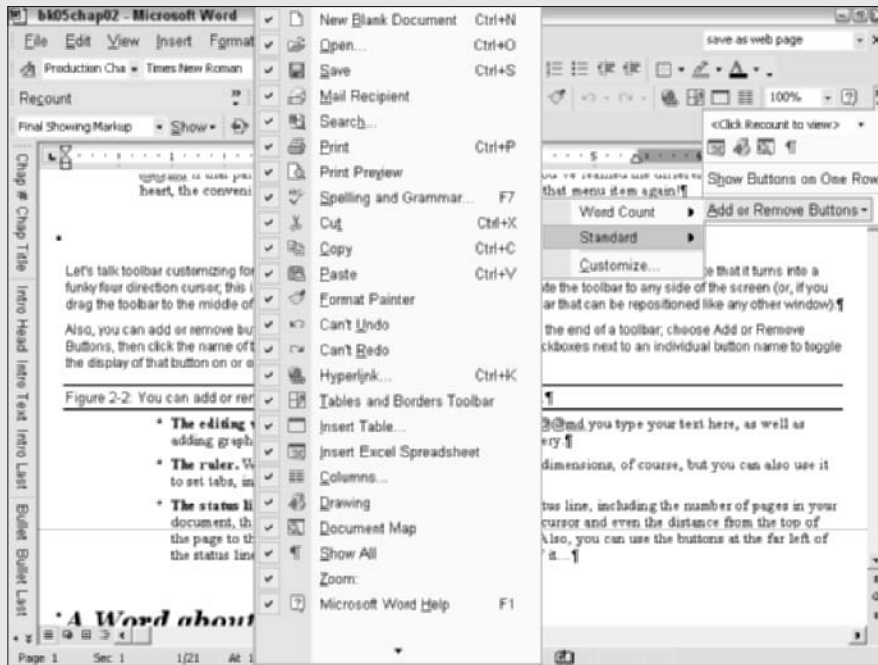 bk05chap02 - Microsoft Word
File Edit View Insert Format
save as web page
Production Cha Times New Roman
Recount
100%
Final Showing Markup Show
<Click Recount to view>
Show Buttons on One Row
Add or Remove Buttons
Word Count
Standard
Customize...
New Blank Document Ctrl+N
Open... Ctrl+O
Save Ctrl+S
Mail Recipient
Search...
Print Ctrl+P
Print Preview
Spelling and Grammar... F7
Cut Ctrl+X
Copy Ctrl+C
Paste Ctrl+V
Format Painter
Can't Undo
Can't Redo
Hyperlink... Ctrl+K
Tables and Borders Toolbar
Insert Table...
Insert Excel Spreadsheet
Columns...
Drawing
Document Map
Show All
Zoom:
Microsoft Word Help F1
Chap # Chap Title Intro Head Intro Text Intro Last Bullet Bullet Last
heart, the conveni
that menu item again!¶
Let's talk toolbar customizing for
that it turns into a
funky four direction cursor; this i
te the toolbar to any side of the screen (or, if you
drag the toolbar to the middle of
ar that can be repositioned like any other window).¶
Also, you can add or remove bu
the end of a toolbar; choose Add or Remove
Buttons, then click the name of t
ckboxes next to an individual button name to toggle
the display of that button on or o
Figure 2-2: You can add or rem
¶
• The editing w
@@md you type your text here, as well as
adding graph
ery.¶
• The ruler. W
dimensions, of course, but you can also use it
to set tabs, in
• The status li
tus line, including the number of pages in your
document, th
cursor and even the distance from the top of
the page to th
Also, you can use the buttons at the far left of
the status line
it....¶
A Word about
Page 1 Sec 1 1/21 At 1